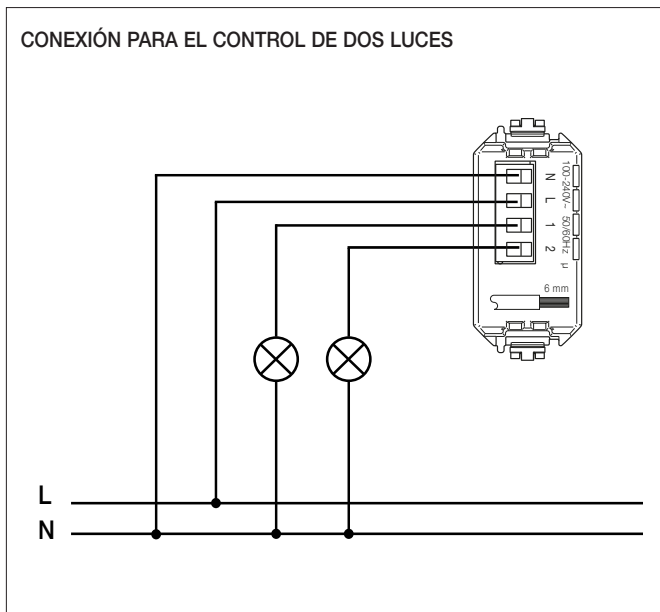 CONEXIÓN PARA EL CONTROL DE DOS LUCES
100-240V~ 50/60Hz µ
N
L
1
2
6 mm
L
N